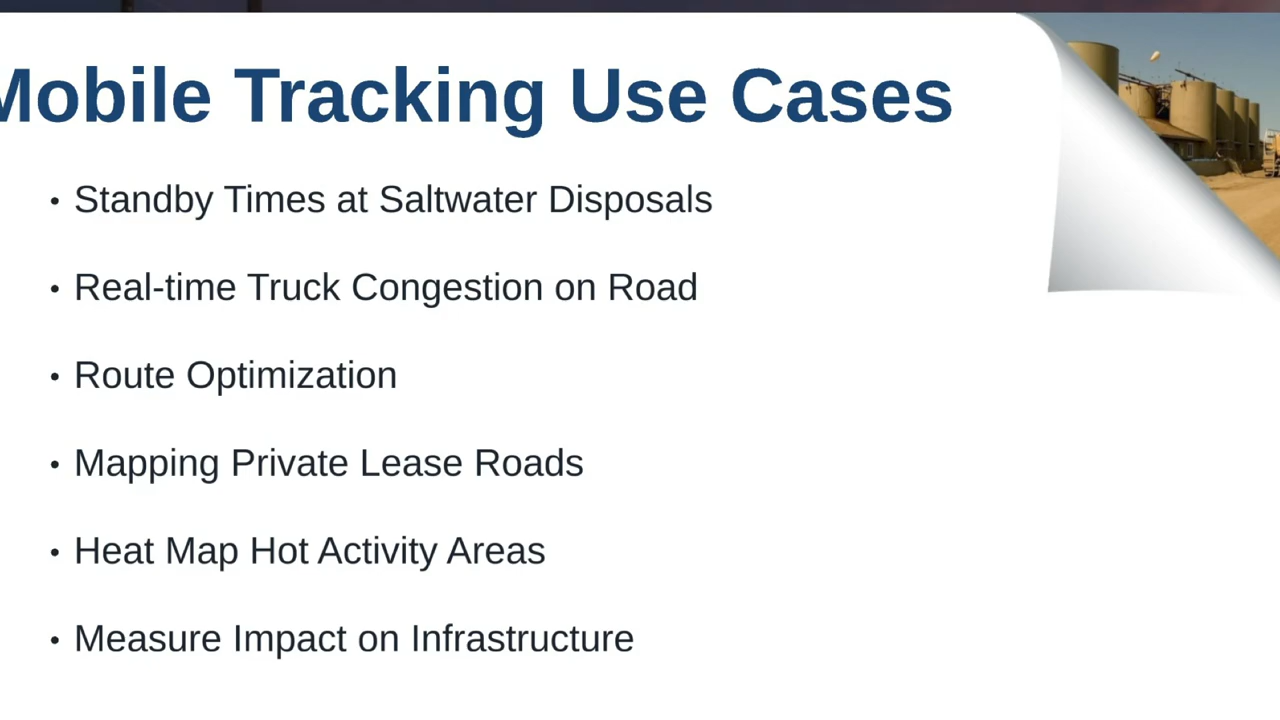 Mobile Tracking Use Cases
• Standby Times at Saltwater Disposals
• Real-time Truck Congestion on Road
• Route Optimization
• Mapping Private Lease Roads
• Heat Map Hot Activity Areas
• Measure Impact on Infrastructure